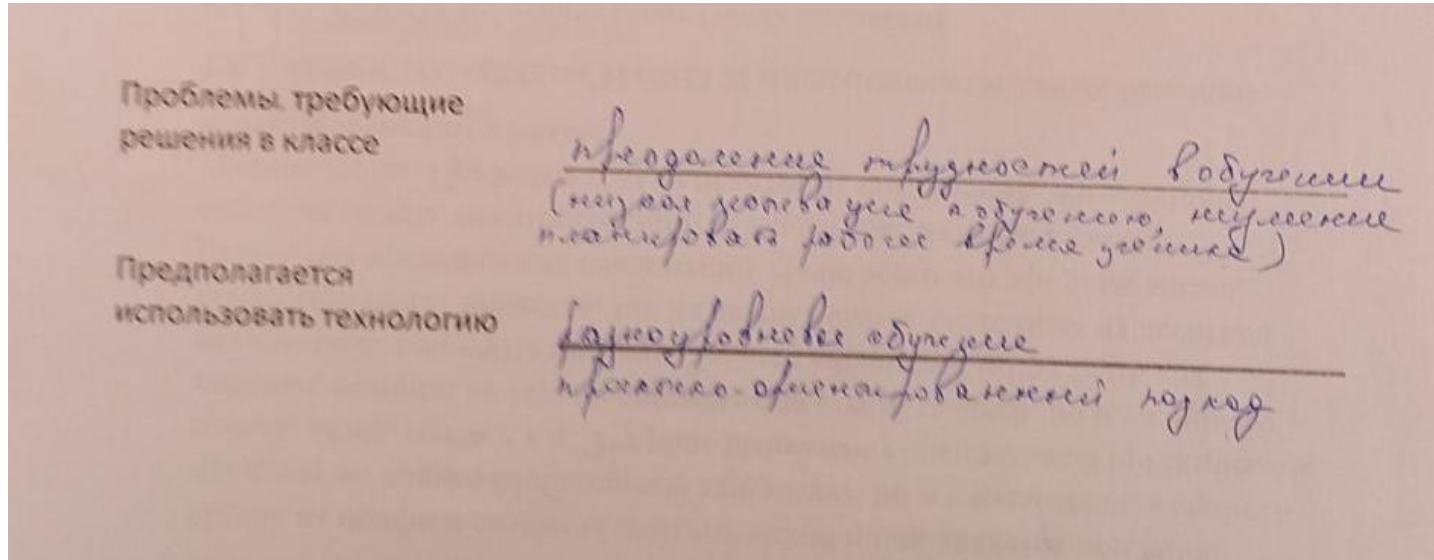 Проблемы, требующие
решения в классе
преодоление трудностей в обучении
(низкая мотивация к обучению, неумение
планировать рабочее время ученика)
Предполагается
использовать технологию
разноуровневое обучение
практико-ориентированный подход